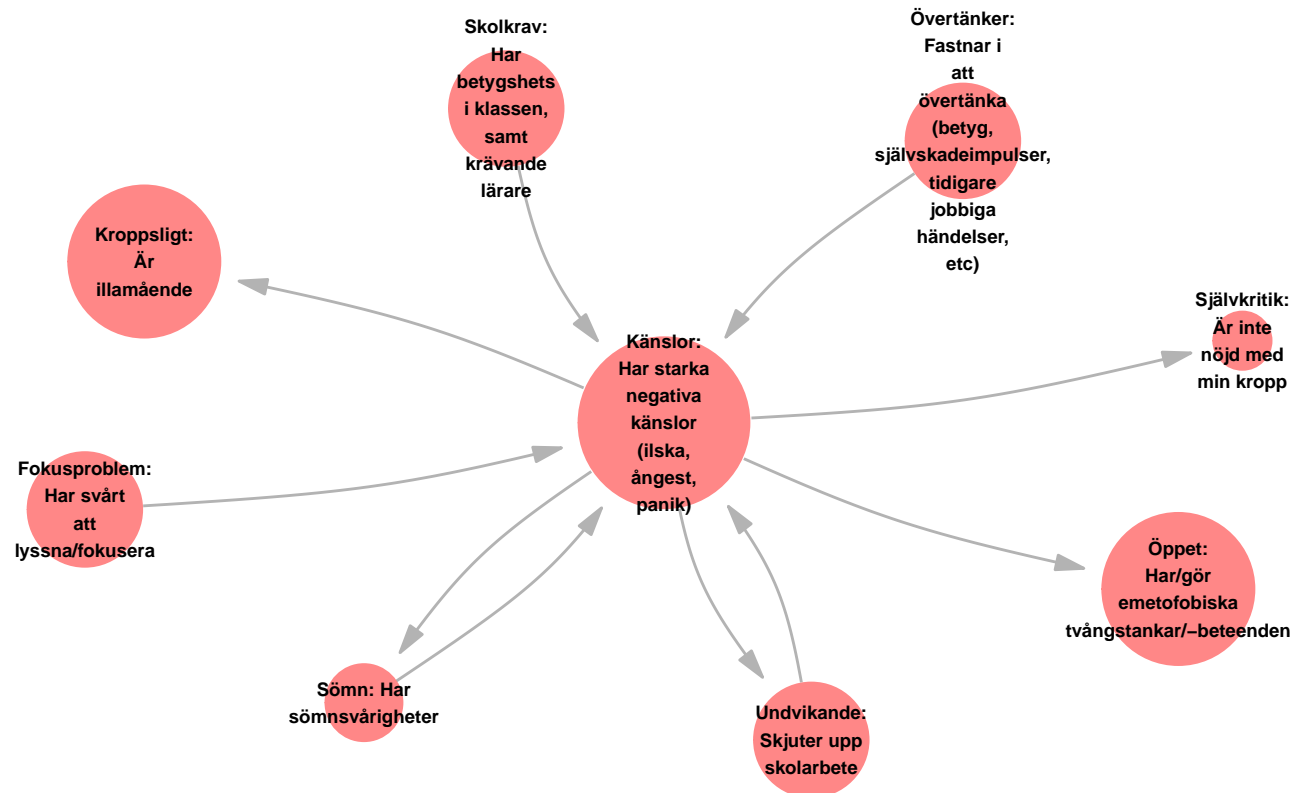 Skolkrav:
Har
betygshets
i klassen,
samt
krävande
lärare
Övertänker:
Fastnar i
att
övertänka
(betyg,
självskadeimpulser,
tidigare
jobbiga
händelser,
etc)
Kroppsligt:
Är
illamående
Självkritik:
Är inte
nöjd med
min kropp
Känslor:
Har starka
negativa
känslor
(ilska,
ångest,
panik)
Fokusproblem:
Har svårt
att
lyssna/fokusera
Öppet:
Har/gör
emetofobiska
tvångstankar/−beteenden
Sömn: Har
sömnsvårigheter
Undvikande:
Skjuter upp
skolarbete